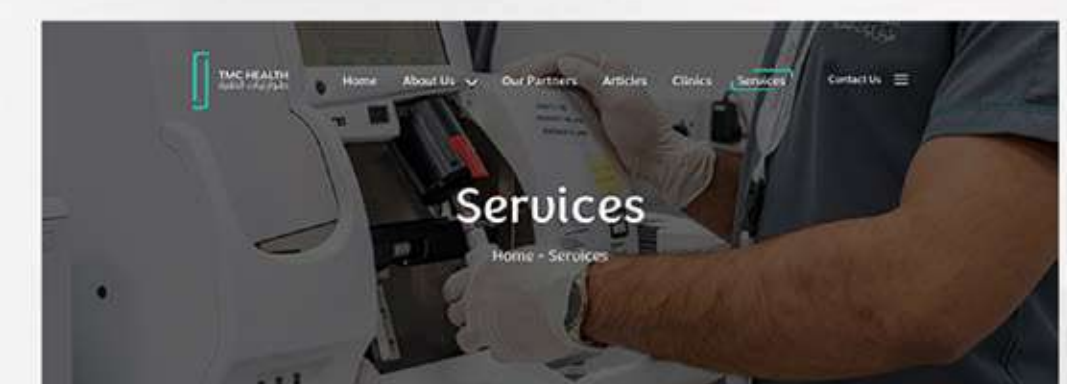 TMC HEALTH
Home
About Us
Our Partners
Articles
Clinics
Services
Contact Us
Services
Home - Services